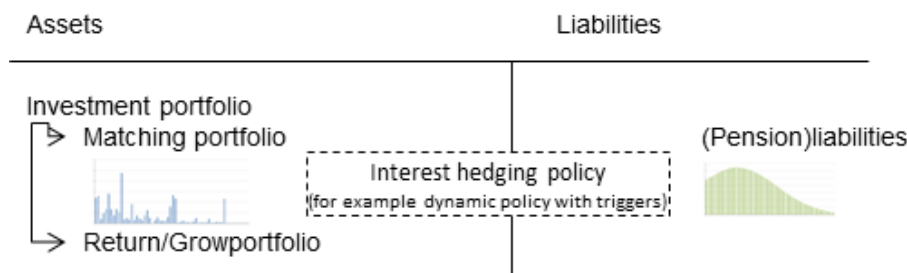 Assets
Liabilities
Investment portfolio
Matching portfolio
(Pension)liabilities
Interest hedging policy
(for example dynamic policy with triggers)
Return/Growportfolio